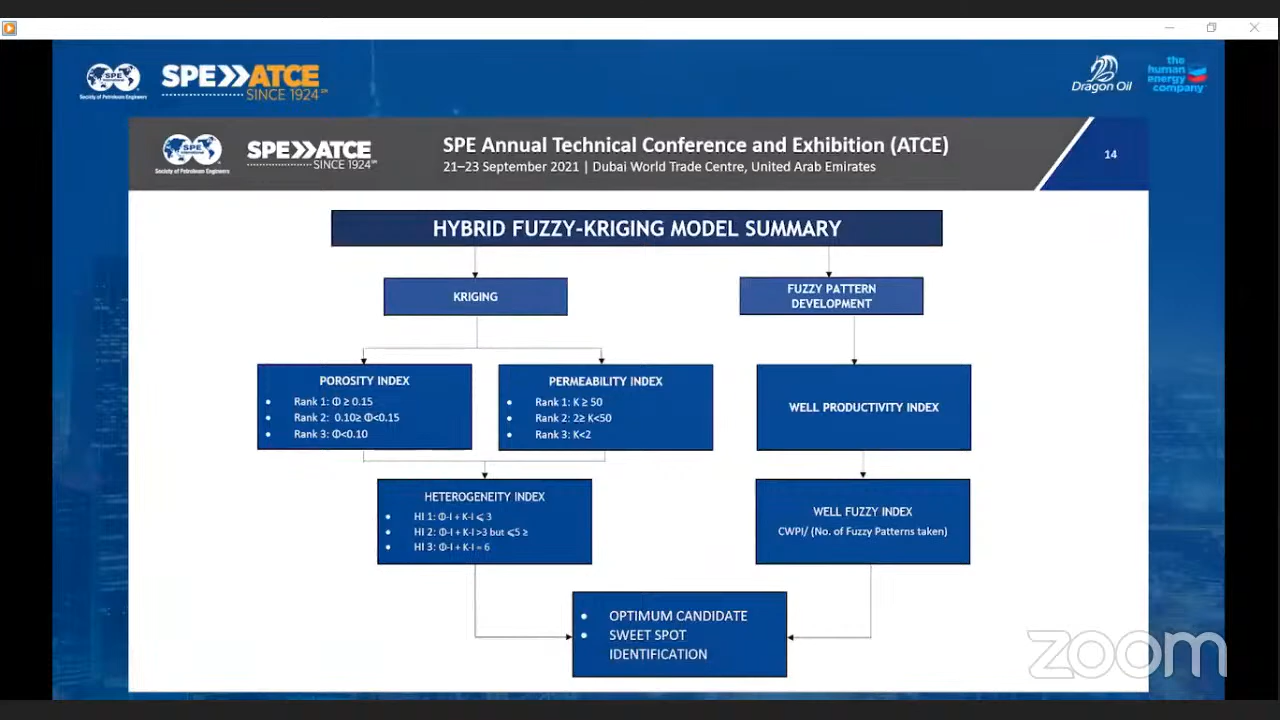 SPE
International
Society of Petroleum Engineers
SPE»ATCE
SINCE 1924
Dragon Oil
the
human
energy
company
SPE
International
Society of Petroleum Engineers
SPE»ATCE
SINCE 1924
SPE Annual Technical Conference and Exhibition (ATCE)
21–23 September 2021 | Dubai World Trade Centre, United Arab Emirates
14
HYBRID FUZZY-KRIGING MODEL SUMMARY
KRIGING
FUZZY PATTERN
DEVELOPMENT
POROSITY INDEX
• Rank 1: Φ ≥ 0.15
• Rank 2: 0.10≥ Φ<0.15
• Rank 3: Φ<0.10
PERMEABILITY INDEX
• Rank 1: K ≥ 50
• Rank 2: 2≥ K<50
• Rank 3: K<2
WELL PRODUCTIVITY INDEX
HETEROGENEITY INDEX
• HI 1: Φ-I + K-I ⩽ 3
• HI 2: Φ-I + K-I >3 but ⩽5 ≥
• HI 3: Φ-I + K-I = 6
WELL FUZZY INDEX
CWPI/ (No. of Fuzzy Patterns taken)
• OPTIMUM CANDIDATE
• SWEET SPOT
IDENTIFICATION
zoom